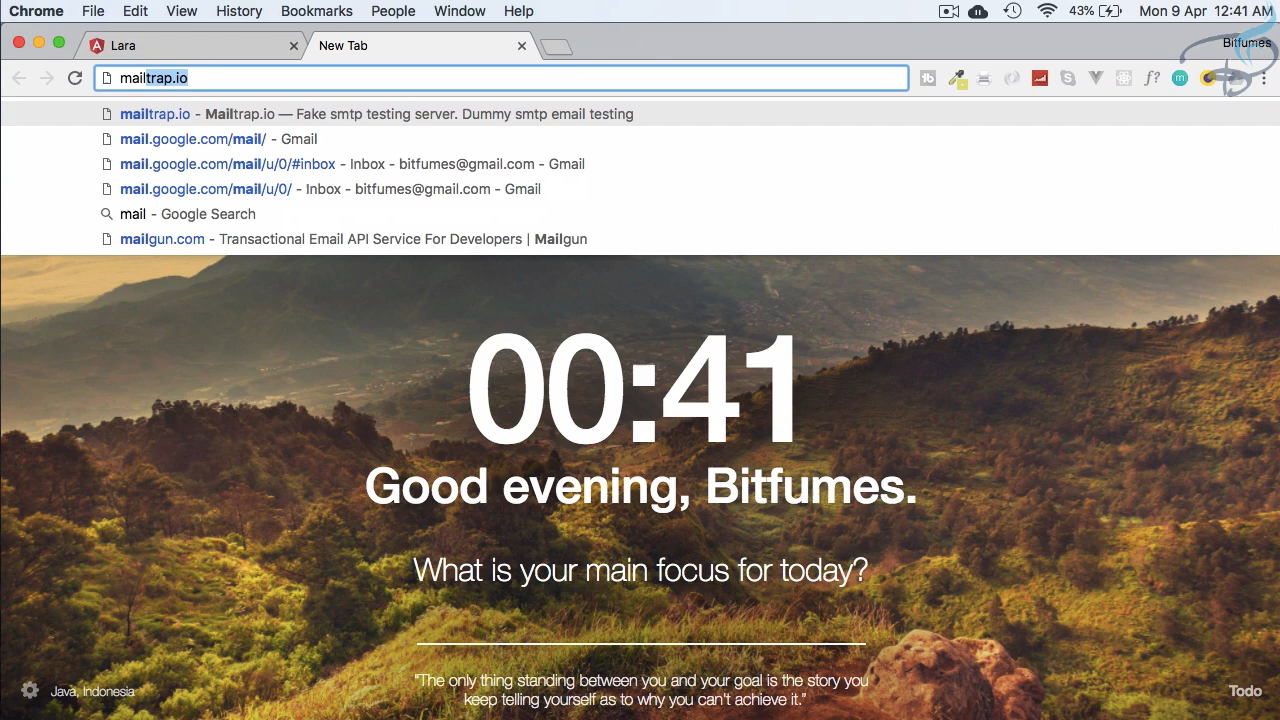 Chrome File Edit View History Bookmarks People Window Help 43% Mon 9 Apr 12:41 AM
Lara New Tab Bitfumes
mailtrap.io
mailtrap.io - Mailtrap.io — Fake smtp testing server. Dummy smtp email testing
mail.google.com/mail/ - Gmail
mail.google.com/mail/u/0/#inbox - Inbox - bitfumes@gmail.com - Gmail
mail.google.com/mail/u/0/ - Inbox - bitfumes@gmail.com - Gmail
mail - Google Search
mailgun.com - Transactional Email API Service For Developers | Mailgun
00:41
Good evening, Bitfumes.
What is your main focus for today?
"The only thing standing between you and your goal is the story you
keep telling yourself as to why you can't achieve it."
Java, Indonesia
Todo